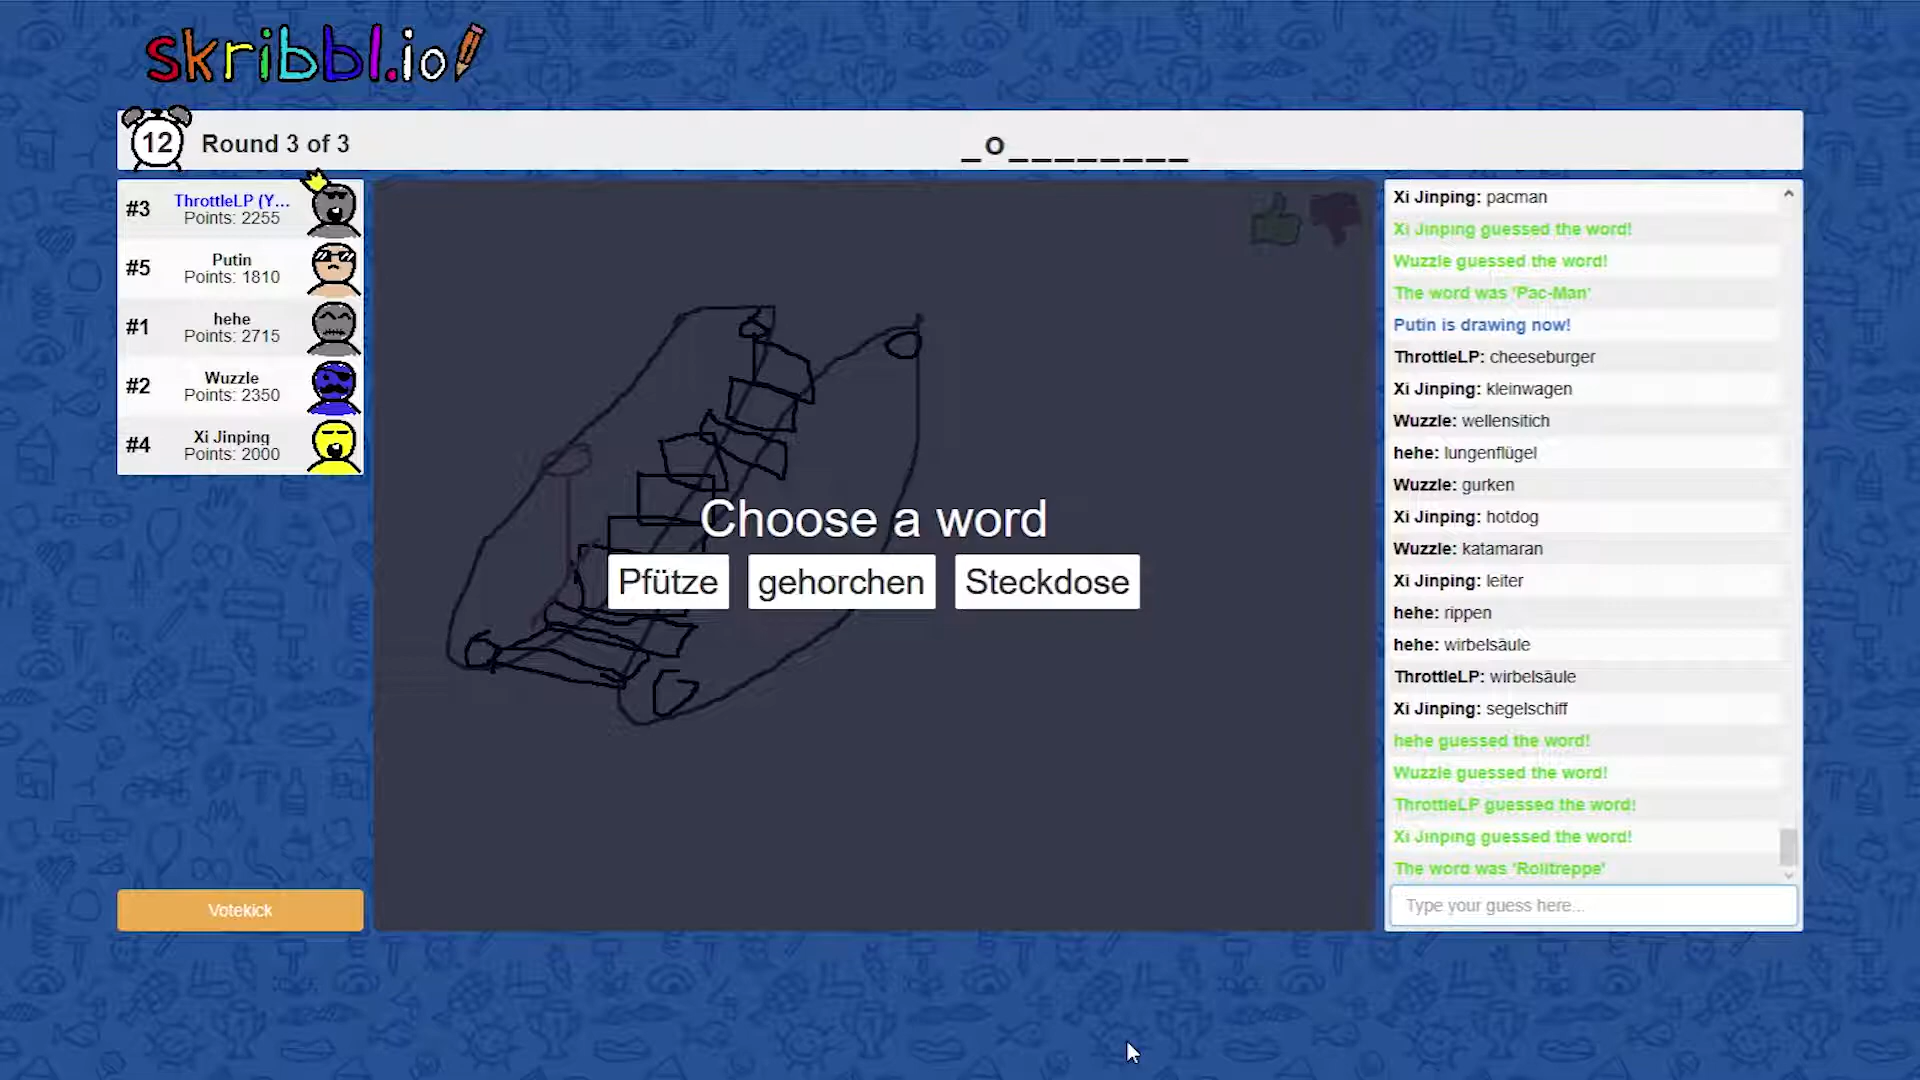 skribbl.io
12
Round 3 of 3
_o________
#3
ThrottleLP (Y...
Points: 2255
#5
Putin
Points: 1810
#1
hehe
Points: 2715
#2
Wuzzle
Points: 2350
#4
Xi Jinping
Points: 2000
Votekick
Choose a word
Pfütze
gehorchen
Steckdose
Xi Jinping: pacman
Xi Jinping guessed the word!
Wuzzle guessed the word!
The word was 'Pac-Man'
Putin is drawing now!
ThrottleLP: cheeseburger
Xi Jinping: kleinwagen
Wuzzle: wellensitich
hehe: lungenflügel
Wuzzle: gurken
Xi Jinping: hotdog
Wuzzle: katamaran
Xi Jinping: leiter
hehe: rippen
hehe: wirbelsäule
ThrottleLP: wirbelsäule
Xi Jinping: segelschiff
hehe guessed the word!
Wuzzle guessed the word!
ThrottleLP guessed the word!
Xi Jinping guessed the word!
The word was 'Rolltreppe'
Type your guess here...